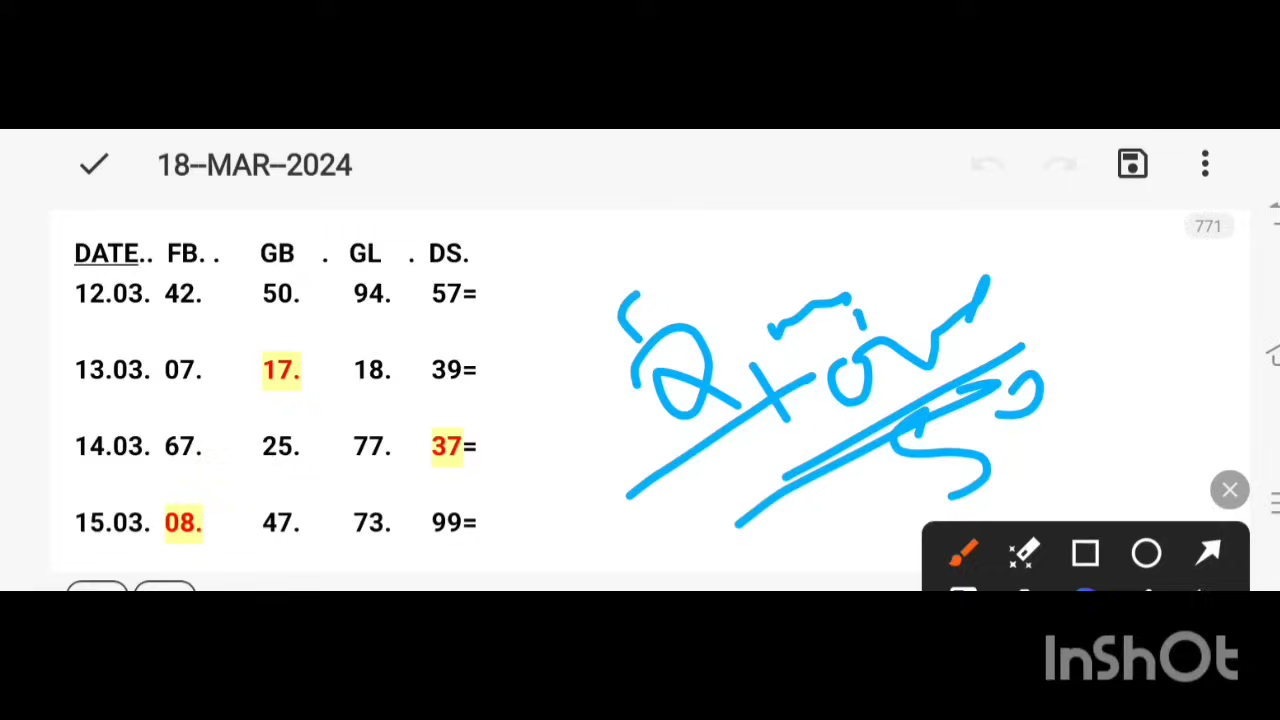 18--MAR--2024
771
DATE.. FB. . GB . GL . DS.
12.03. 42. 50. 94. 57=
13.03. 07. 17. 18. 39=
14.03. 67. 25. 77. 37=
15.03. 08. 47. 73. 99=
InShOt